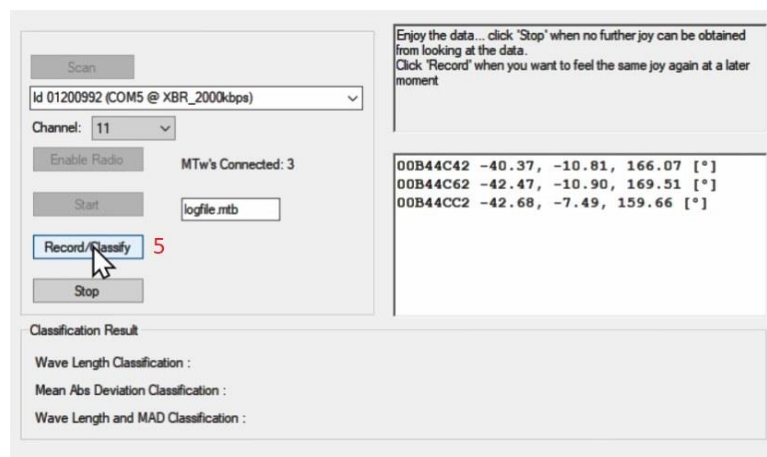 Scan
Id 01200992 (COM5 @ XBR_2000kbps)
Channel: 11
Enable Radio
MTw's Connected: 3
Start
logfile.mtb
Record/Classify 5
Stop
Enjoy the data... click 'Stop' when no further joy can be obtained
from looking at the data.
Click 'Record' when you want to feel the same joy again at a later
moment
00B44C42 -40.37, -10.81, 166.07 [°]
00B44C62 -42.47, -10.90, 169.51 [°]
00B44CC2 -42.68, -7.49, 159.66 [°]
Classification Result
Wave Length Classification :
Mean Abs Deviation Classification :
Wave Length and MAD Classification :